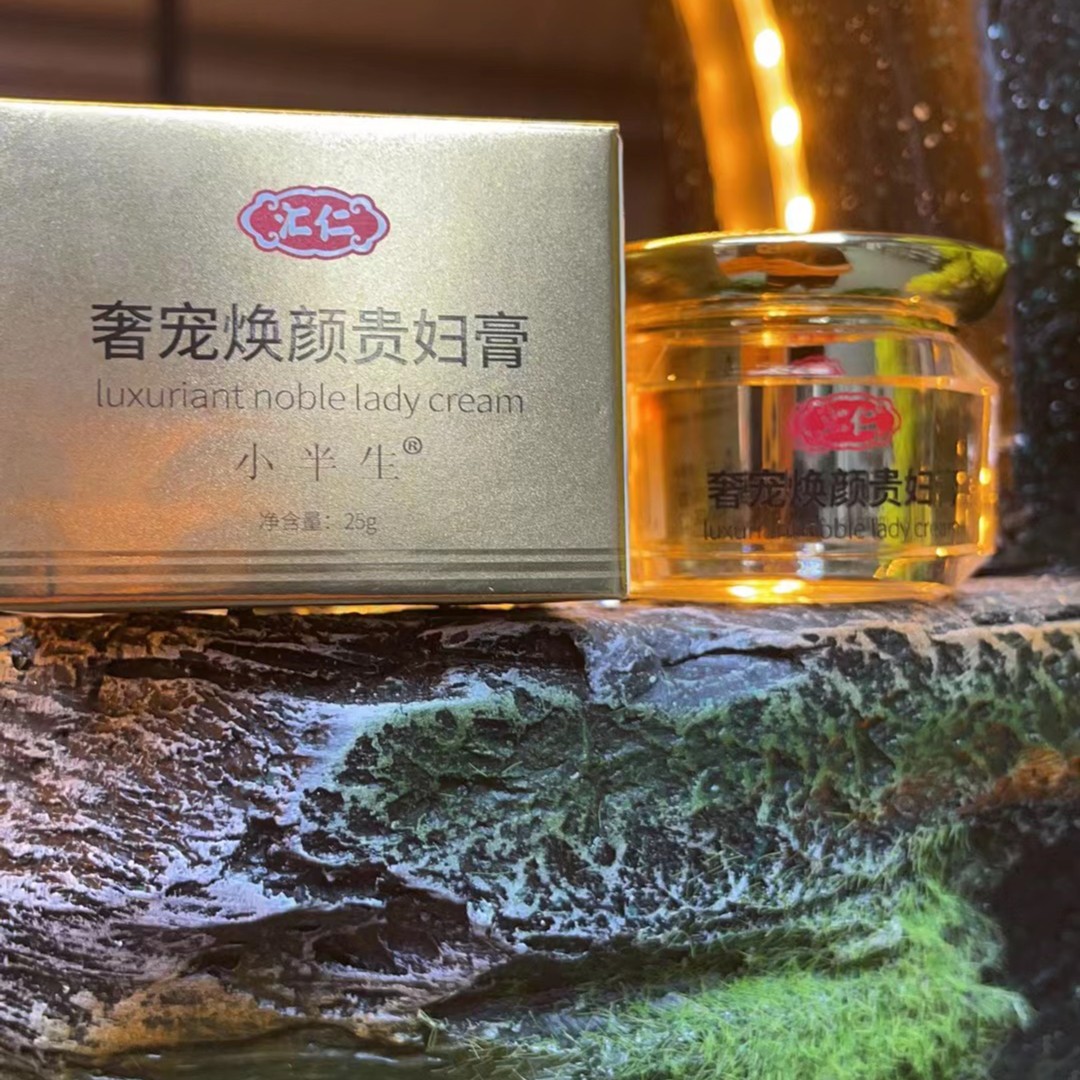 汇仁
奢宠焕颜贵妇膏
luxuriant noble lady cream
小半生®
净含量：25g
汇仁
奢宠焕颜贵妇
luxuriant noble lady cream